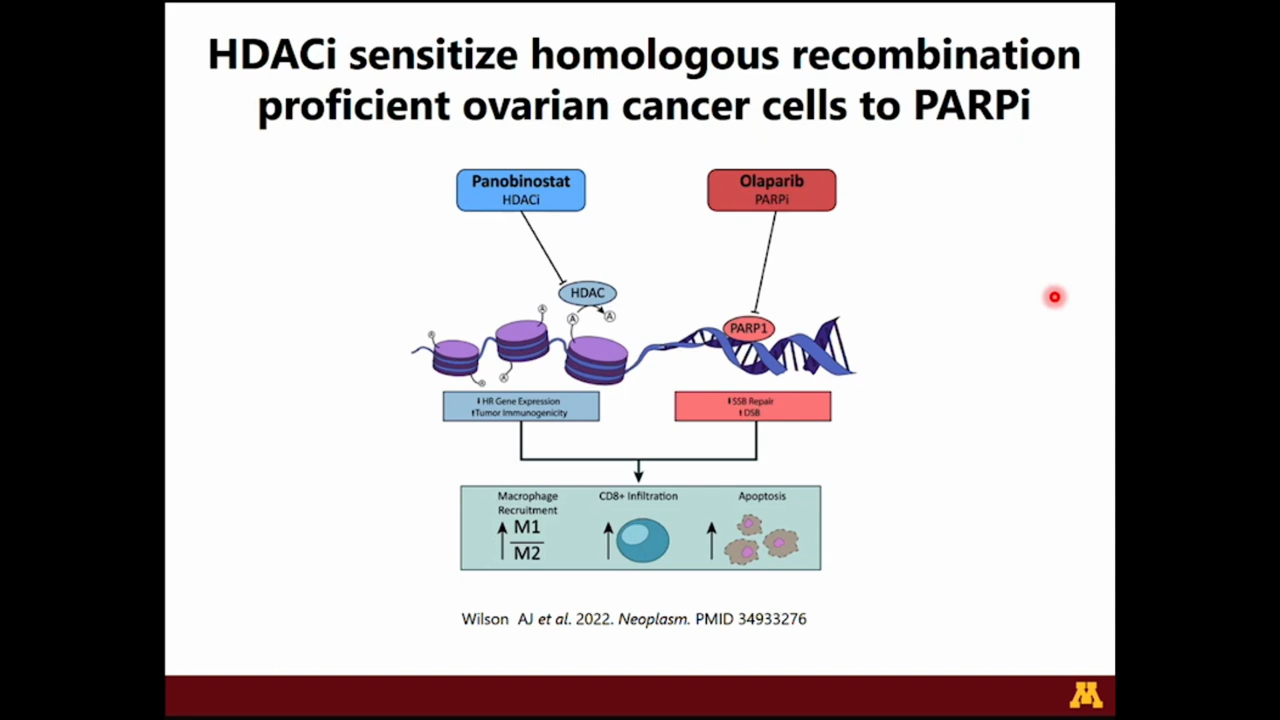 HDACi sensitize homologous recombination
proficient ovarian cancer cells to PARPi
Panobinostat
HDACi
Olaparib
PARPi
HDAC
A
A
A
A
A
A
PARP1
⬇HR Gene Expression
⬆Tumor Immunogenicity
⬇SSB Repair
⬆DSB
Macrophage
Recruitment
M1
M2
CD8+ Infiltration
Apoptosis
Wilson AJ et al. 2022. Neoplasm. PMID 34933276
M